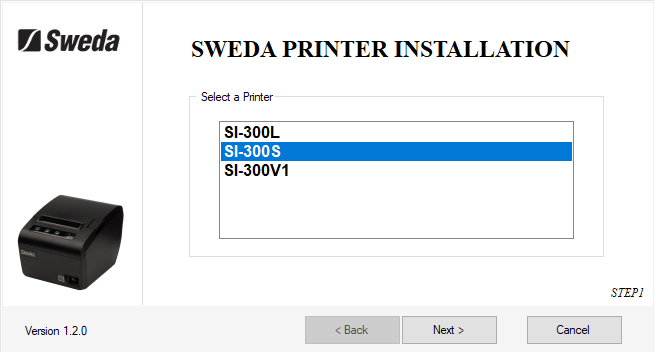 Sweda
SWEDA PRINTER INSTALLATION
Select a Printer
SI-300L
SI-300S
SI-300V1
STEP1
Version 1.2.0
< Back
Next >
Cancel